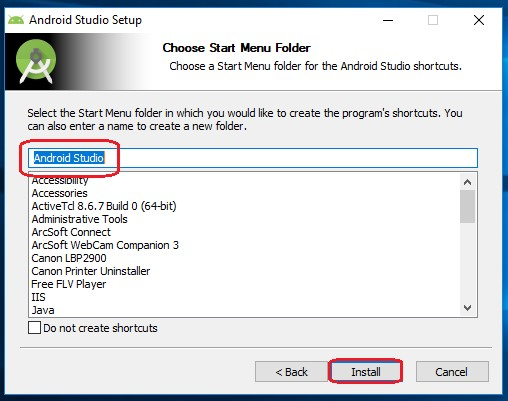 Android Studio Setup
Choose Start Menu Folder
Choose a Start Menu folder for the Android Studio shortcuts.
Select the Start Menu folder in which you would like to create the program's shortcuts. You
can also enter a name to create a new folder.
Android Studio
Accessibility
Accessories
ActiveTcl 8.6.7 Build 0 (64-bit)
Administrative Tools
ArcSoft Connect
ArcSoft WebCam Companion 3
Canon LBP2900
Canon Printer Uninstaller
Free FLV Player
IIS
Java
Do not create shortcuts
< Back Install Cancel